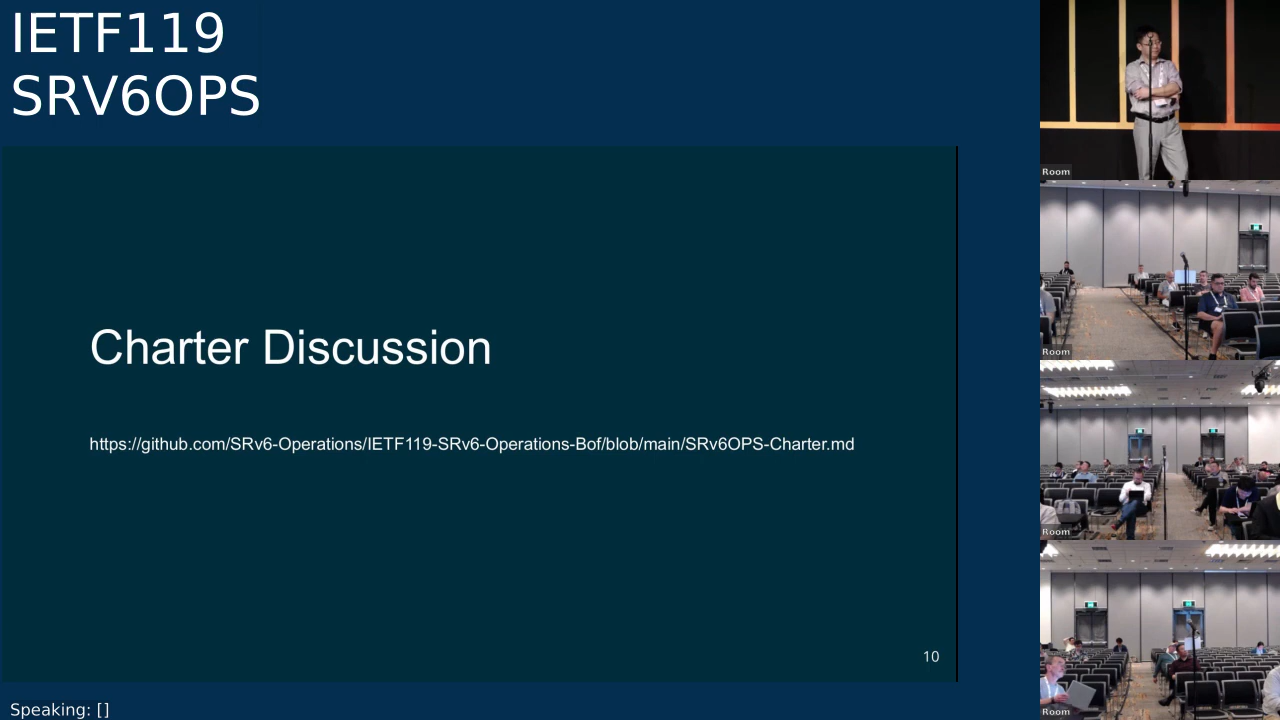 IETF119
SRV6OPS
Charter Discussion
https://github.com/SRv6-Operations/IETF119-SRv6-Operations-Bof/blob/main/SRv6OPS-Charter.md
10
Speaking: []
Room
Room
Room
Room